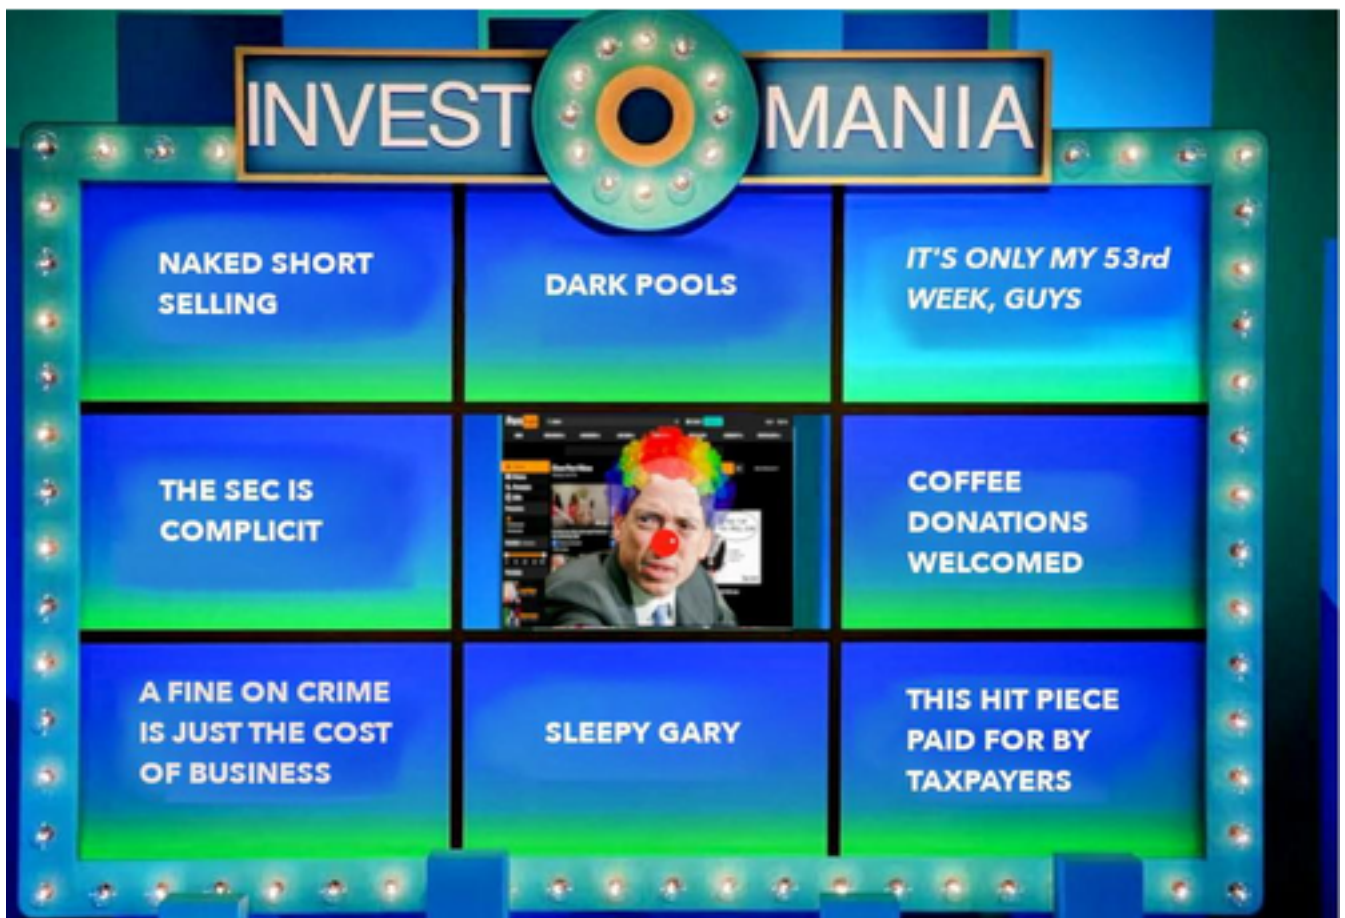 INVEST MANIA
NAKED SHORT
SELLING
DARK POOLS
IT'S ONLY MY 53rd
WEEK, GUYS
THE SEC IS
COMPLICIT
COFFEE
DONATIONS
WELCOMED
A FINE ON CRIME
IS JUST THE COST
OF BUSINESS
SLEEPY GARY
THIS HIT PIECE
PAID FOR BY
TAXPAYERS